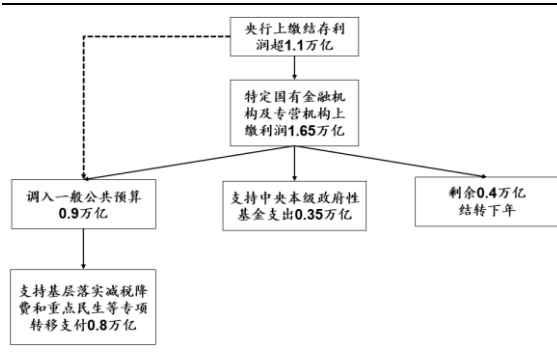 央行上缴结存利
润超1.1万亿
特定国有金融机
构及专营机构上
缴利润1.65万亿
调入一般公共预算
0.9万亿
支持中央本级政府性
基金支出0.35万亿
剩余0.4万亿
结转下年
支持基层落实减税降
费和重点民生等专项
转移支付0.8万亿